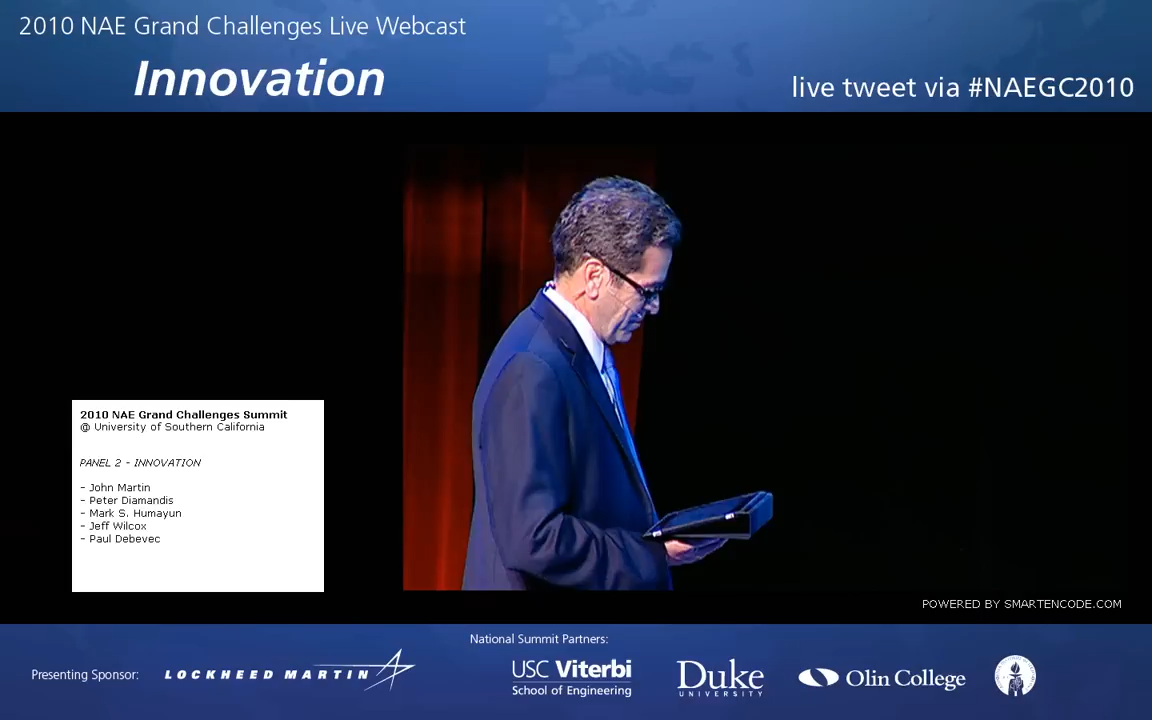 2010 NAE Grand Challenges Live Webcast
Innovation
live tweet via #NAEGC2010
2010 NAE Grand Challenges Summit
@ University of Southern California
PANEL 2 - INNOVATION
- John Martin
- Peter Diamandis
- Mark S. Humayun
- Jeff Wilcox
- Paul Debevec
POWERED BY SMARTENCODE.COM
National Summit Partners:
Presenting Sponsor:
LOCKHEED MARTIN
USC Viterbi
School of Engineering
Duke
UNIVERSITY
Olin College